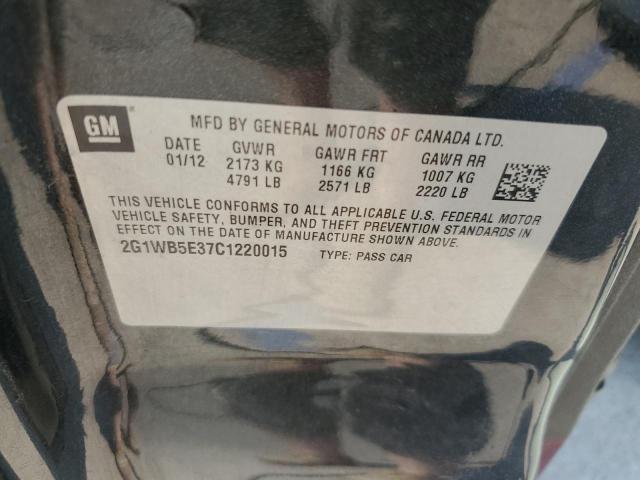 GM
MFD BY GENERAL MOTORS OF CANADA LTD.
DATE GVWR GAWR FRT GAWR RR
01/12 2173 KG 1166 KG 1007 KG
4791 LB 2571 LB 2220 LB
THIS VEHICLE CONFORMS TO ALL APPLICABLE U.S. FEDERAL MOTOR
VEHICLE SAFETY, BUMPER, AND THEFT PREVENTION STANDARDS IN
EFFECT ON THE DATE OF MANUFACTURE SHOWN ABOVE.
2G1WB5E37C1220015 TYPE: PASS CAR